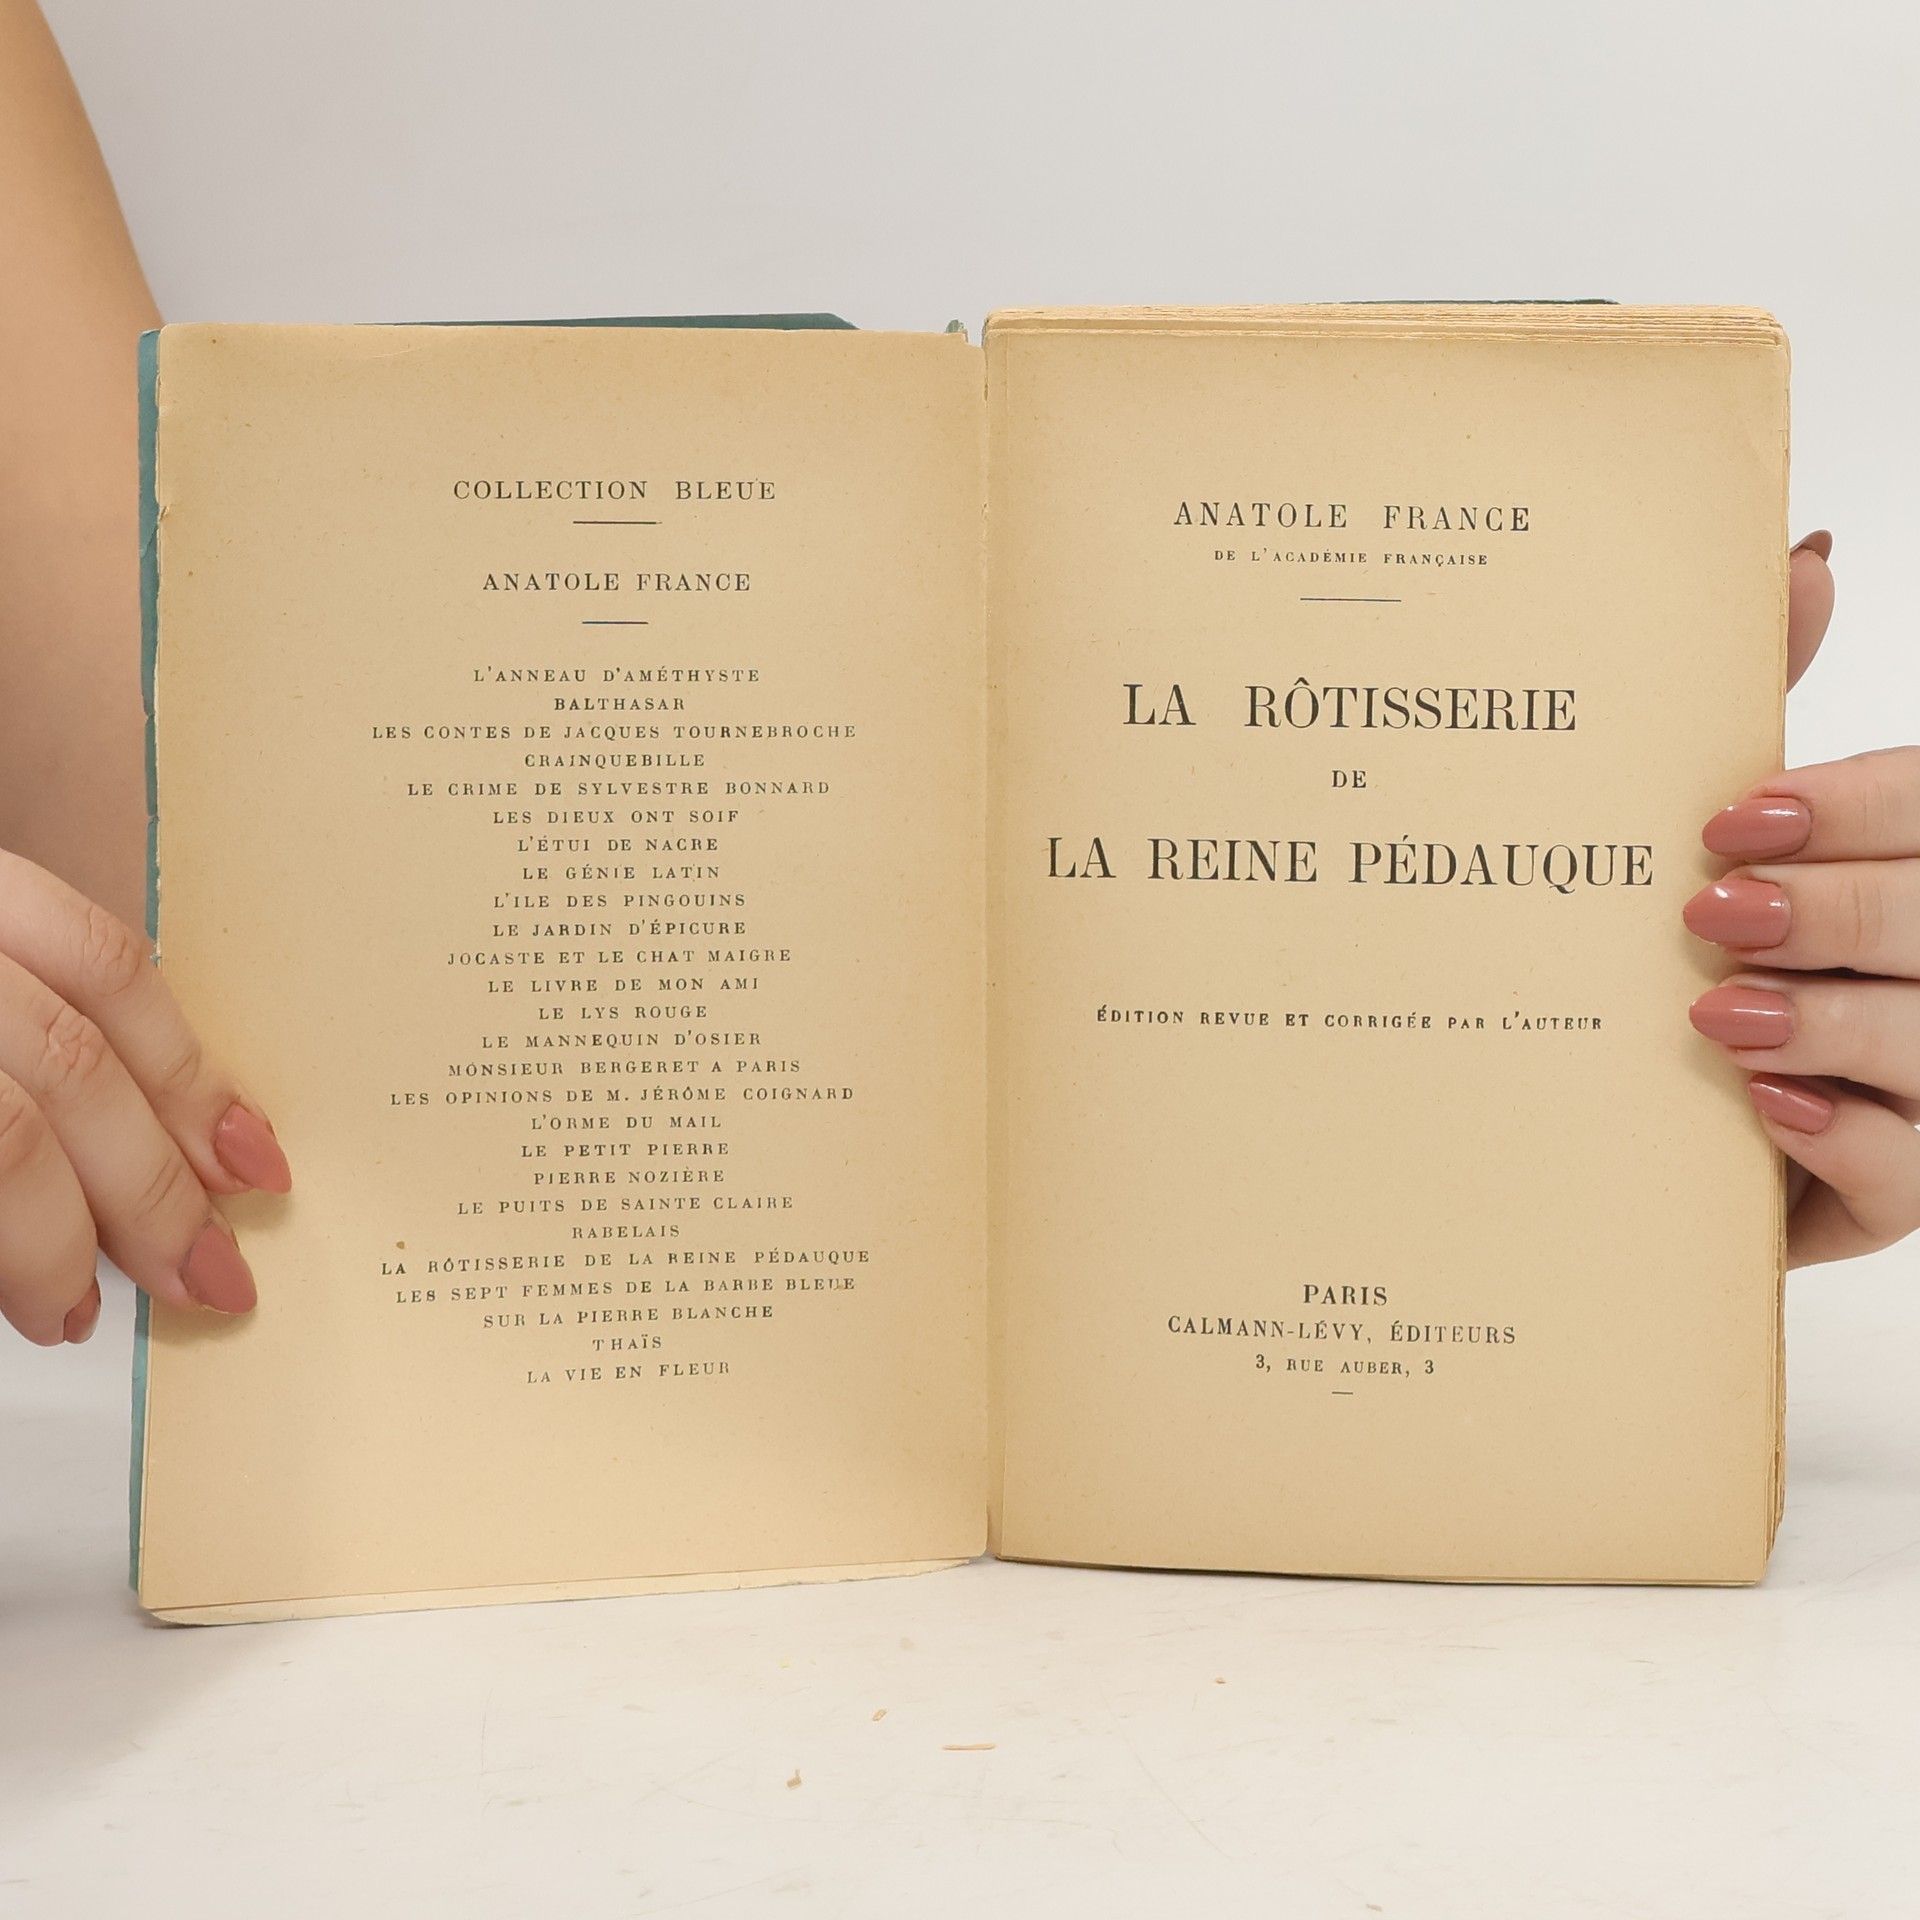 COLLECTION BLEUE
ANATOLE FRANCE
L'ANNEAU D'AMÉTHYSTE
BALTHASAR
LES CONTES DE JACQUES TOURNEBROCHE
CRAINQUEBILLE
LE CRIME DE SYLVESTRE BONNARD
LES DIEUX ONT SOIF
L'ÉTUI DE NACRE
LE GÉNIE LATIN
L'ILE DES PINGOUINS
LE JARDIN D'ÉPICURE
JOCASTE ET LE CHAT MAIGRE
LE LIVRE DE MON AMI
LE LYS ROUGE
LE MANNEQUIN D'OSIER
MONSIEUR BERGERET A PARIS
LES OPINIONS DE M. JÉRÔME COIGNARD
L'ORME DU MAIL
LE PETIT PIERRE
PIERRE NOZIÈRE
LE PUITS DE SAINTE CLAIRE
RABELAIS
LA RÔTISSERIE DE LA REINE PÉDAUQUE
LES SEPT FEMMES DE LA BARBE BLEUE
SUR LA PIERRE BLANCHE
THAÏS
LA VIE EN FLEUR
ANATOLE FRANCE
DE L'ACADÉMIE FRANÇAISE
LA RÔTISSERIE
DE
LA REINE PÉDAUQUE
ÉDITION REVUE ET CORRIGÉE PAR L'AUTEUR
PARIS
CALMANN-LÉVY, ÉDITEURS
3, RUE AUBER, 3